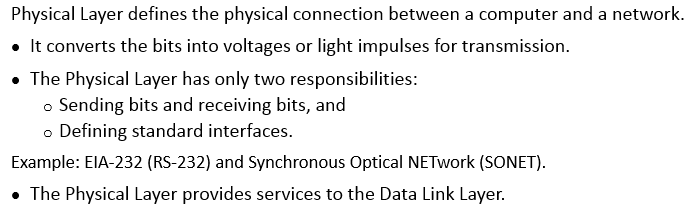 Physical Layer defines the physical connection between a computer and a network.
• It converts the bits into voltages or light impulses for transmission.
• The Physical Layer has only two responsibilities:
o Sending bits and receiving bits, and
o Defining standard interfaces.
Example: EIA-232 (RS-232) and Synchronous Optical NETwork (SONET).
• The Physical Layer provides services to the Data Link Layer.